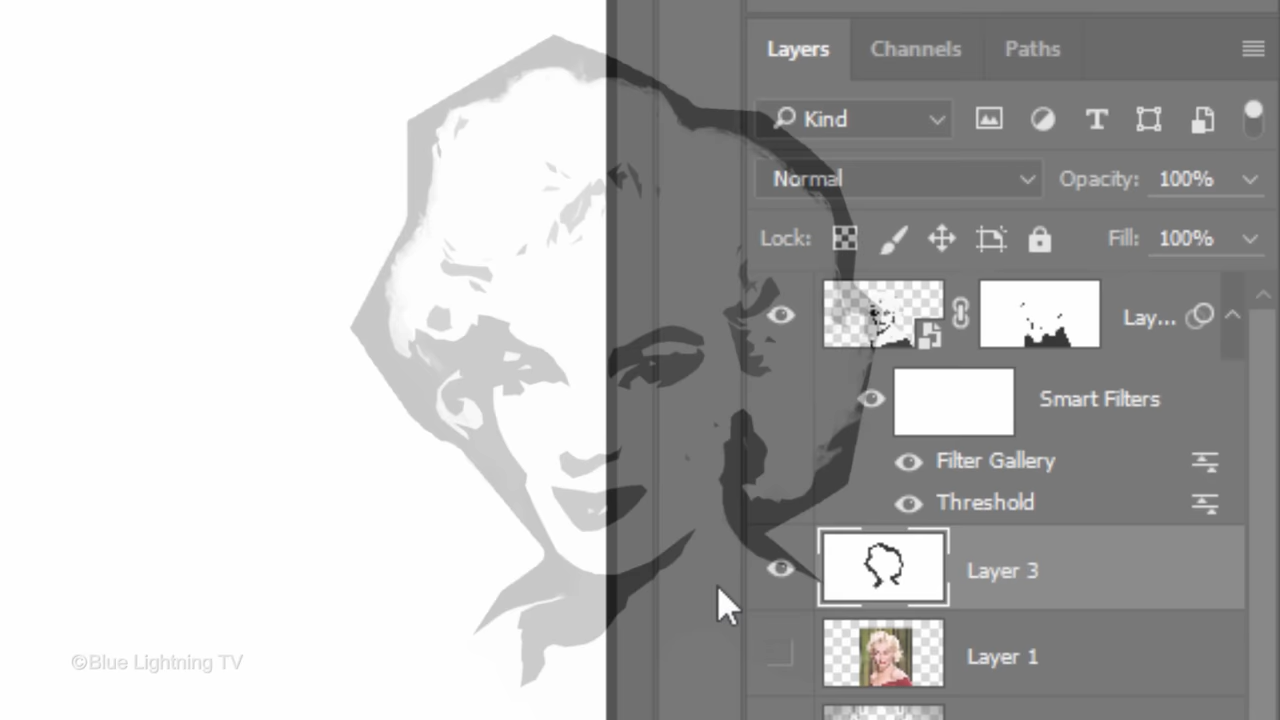 Layers Channels Paths
Kind
Normal Opacity: 100%
Lock: Fill: 100%
Lay...
Smart Filters
Filter Gallery
Threshold
Layer 3
Layer 1
©Blue Lightning TV